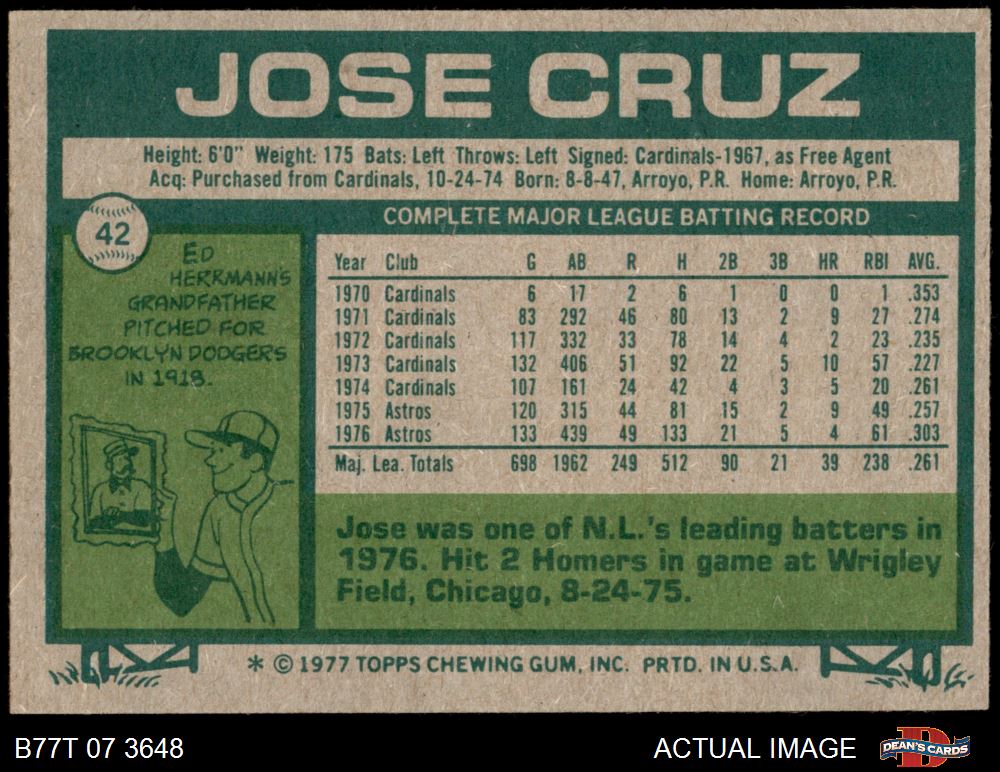 JOSE CRUZ
Height: 6'0" Weight: 175 Bats: Left Throws: Left Signed: Cardinals-1967, as Free Agent
Acq: Purchased from Cardinals, 10-24-74 Born: 8-8-47, Arroyo, P.R. Home: Arroyo, P.R.
42
ED
HERRMANN'S
GRANDFATHER
PITCHED FOR
BROOKLYN DODGERS
IN 1918.
COMPLETE MAJOR LEAGUE BATTING RECORD
Year Club G AB R H 2B 3B HR RBI AVG.
1970 Cardinals 6 17 2 6 1 0 0 1 .353
1971 Cardinals 83 292 46 80 13 2 9 27 .274
1972 Cardinals 117 332 33 78 14 4 2 23 .235
1973 Cardinals 132 406 51 92 22 5 10 57 .227
1974 Cardinals 107 161 24 42 4 3 5 20 .261
1975 Astros 120 315 44 81 15 2 9 49 .257
1976 Astros 133 439 49 133 21 5 4 61 .303
Maj. Lea. Totals 698 1962 249 512 90 21 39 238 .261
Jose was one of N.L.'s leading batters in
1976. Hit 2 Homers in game at Wrigley
Field, Chicago, 8-24-75.
* © 1977 TOPPS CHEWING GUM, INC. PRTD. IN U.S.A.
B77T 07 3648
ACTUAL IMAGE
D
DEAN'S CARDS